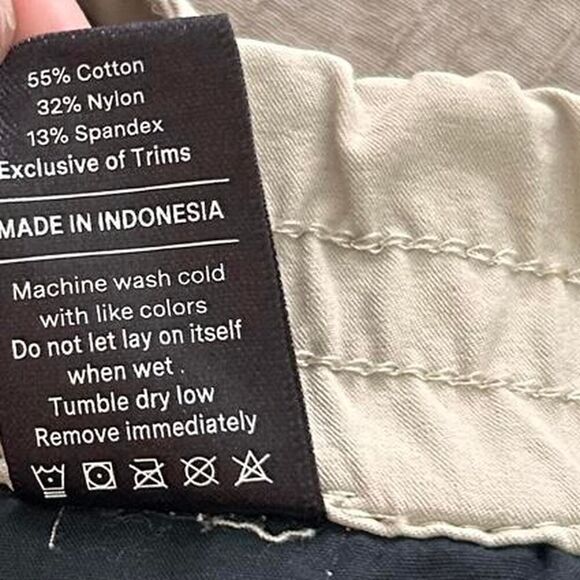 55% Cotton
32% Nylon
13% Spandex
Exclusive of Trims
MADE IN INDONESIA
Machine wash cold
with like colors
Do not let lay on itself
when wet.
Tumble dry low
Remove immediately